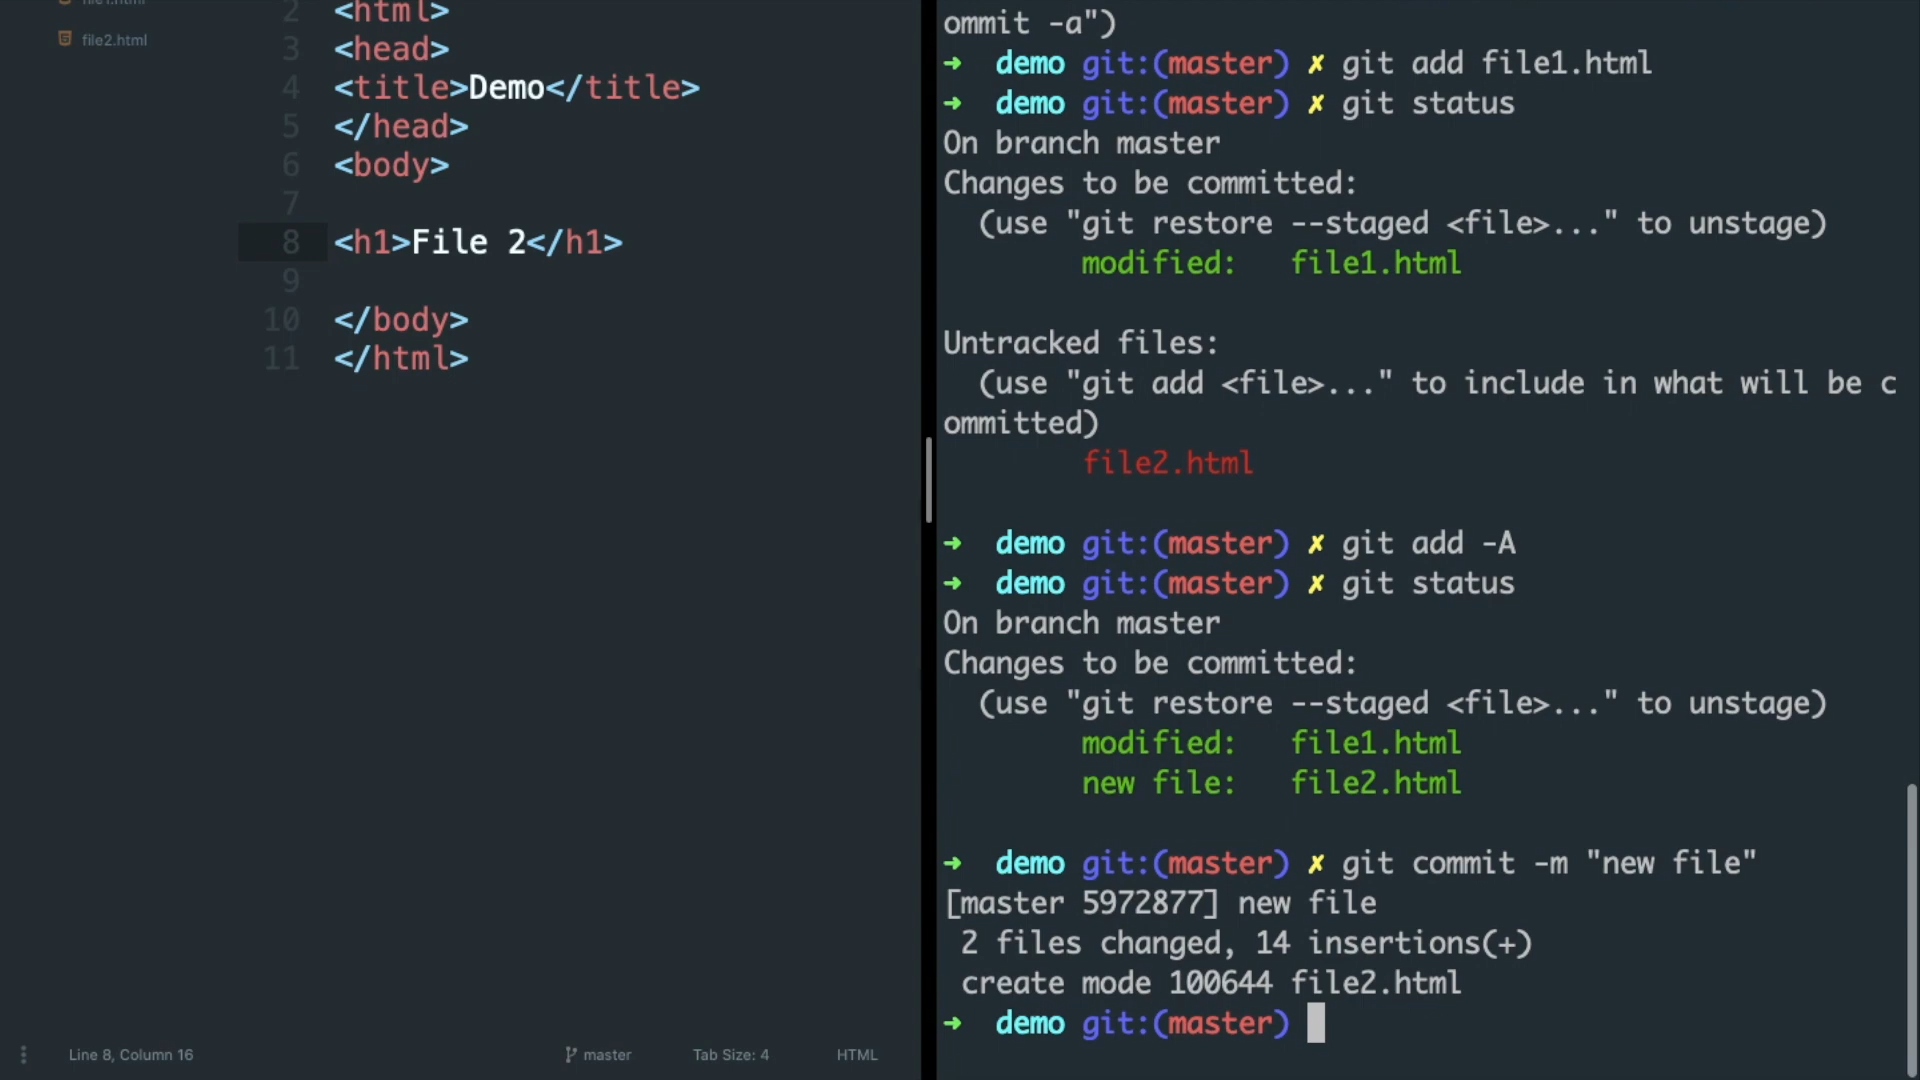 file1.html
file2.html
2 <html>
3 <head>
4 <title>Demo</title>
5 </head>
6 <body>
7
8 <h1>File 2</h1>
9
10 </body>
11 </html>
Line 8, Column 16
master
Tab Size: 4
HTML
ommit -a")
➜ demo git:(master) ✗ git add file1.html
➜ demo git:(master) ✗ git status
On branch master
Changes to be committed:
(use "git restore --staged <file>..." to unstage)
modified: file1.html
Untracked files:
(use "git add <file>..." to include in what will be c
ommitted)
file2.html
➜ demo git:(master) ✗ git add -A
➜ demo git:(master) ✗ git status
On branch master
Changes to be committed:
(use "git restore --staged <file>..." to unstage)
modified: file1.html
new file: file2.html
➜ demo git:(master) ✗ git commit -m "new file"
[master 5972877] new file
2 files changed, 14 insertions(+)
create mode 100644 file2.html
➜ demo git:(master)